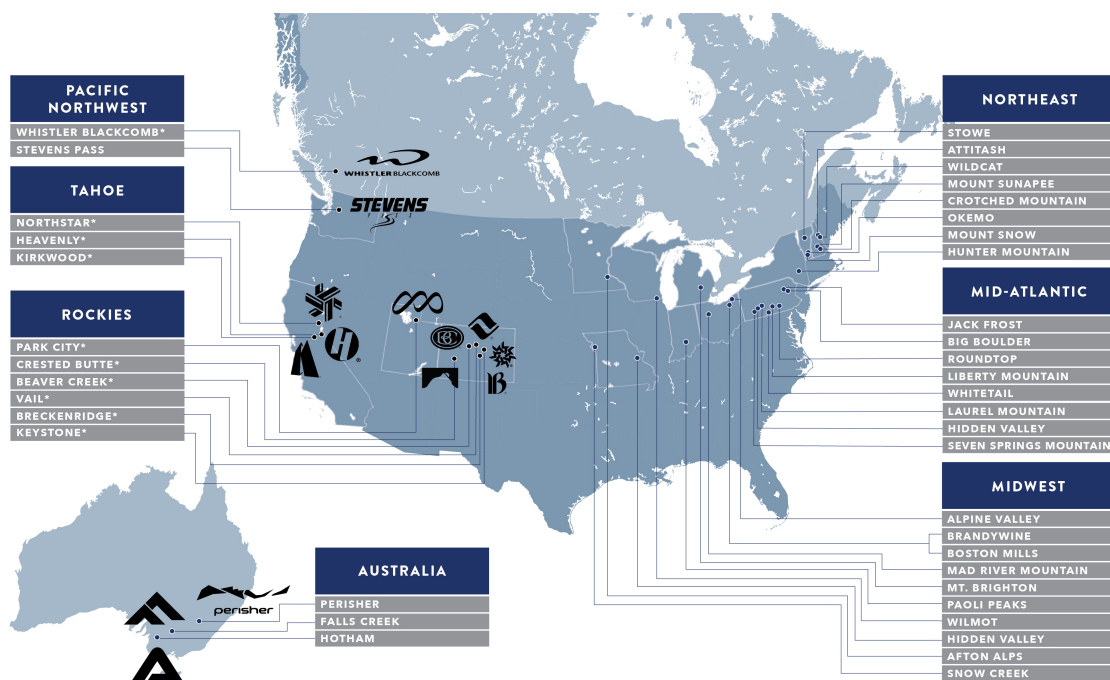 PACIFIC
NORTHWEST
WHISTLER BLACKCOMB*
STEVENS PASS
TAHOE
NORTHSTAR*
HEAVENLY*
KIRKWOOD*
ROCKIES
PARK CITY*
CRESTED BUTTE*
BEAVER CREEK*
VAIL*
BRECKENRIDGE*
KEYSTONE*
WHISTLER BLACKCOMB
STEVENS
H
B
B
perisher
AUSTRALIA
PERISHER
FALLS CREEK
HOTHAM
NORTHEAST
STOWE
ATTITASH
WILDCAT
MOUNT SUNAPEE
CROTCHED MOUNTAIN
OKEMO
MOUNT SNOW
HUNTER MOUNTAIN
MID-ATLANTIC
JACK FROST
BIG BOULDER
ROUNDTOP
LIBERTY MOUNTAIN
WHITETAIL
LAUREL MOUNTAIN
HIDDEN VALLEY
SEVEN SPRINGS MOUNTAIN
MIDWEST
ALPINE VALLEY
BRANDYWINE
BOSTON MILLS
MAD RIVER MOUNTAIN
MT. BRIGHTON
PAOLI PEAKS
WILMOT
HIDDEN VALLEY
AFTON ALPS
SNOW CREEK